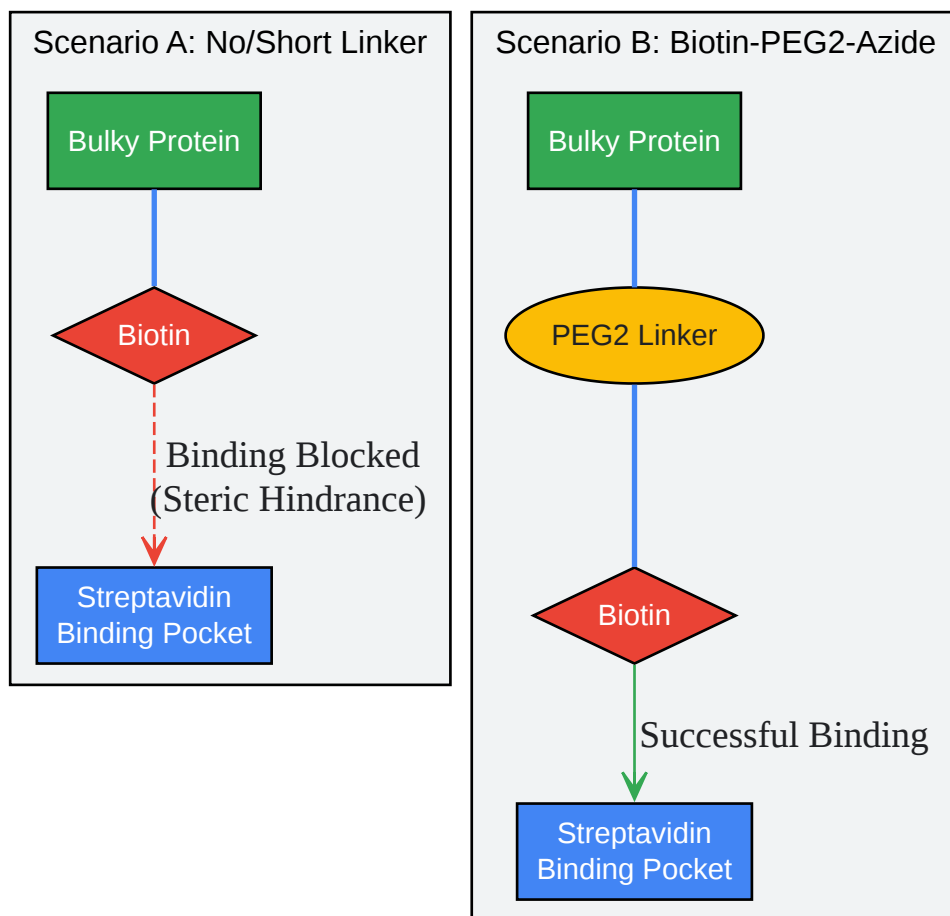 Scenario A: No/Short Linker
Bulky Protein
Biotin
Binding Blocked
(Steric Hindrance)
Streptavidin
Binding Pocket
Scenario B: Biotin-PEG2-Azide
Bulky Protein
PEG2 Linker
Biotin
Successful Binding
Streptavidin
Binding Pocket